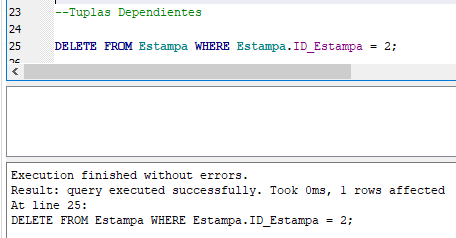 23 --Tuplas Dependientes
24
25 DELETE FROM Estampa WHERE Estampa.ID_Estampa = 2;
Execution finished without errors.
Result: query executed successfully. Took 0ms, 1 rows affected
At line 25:
DELETE FROM Estampa WHERE Estampa.ID_Estampa = 2;